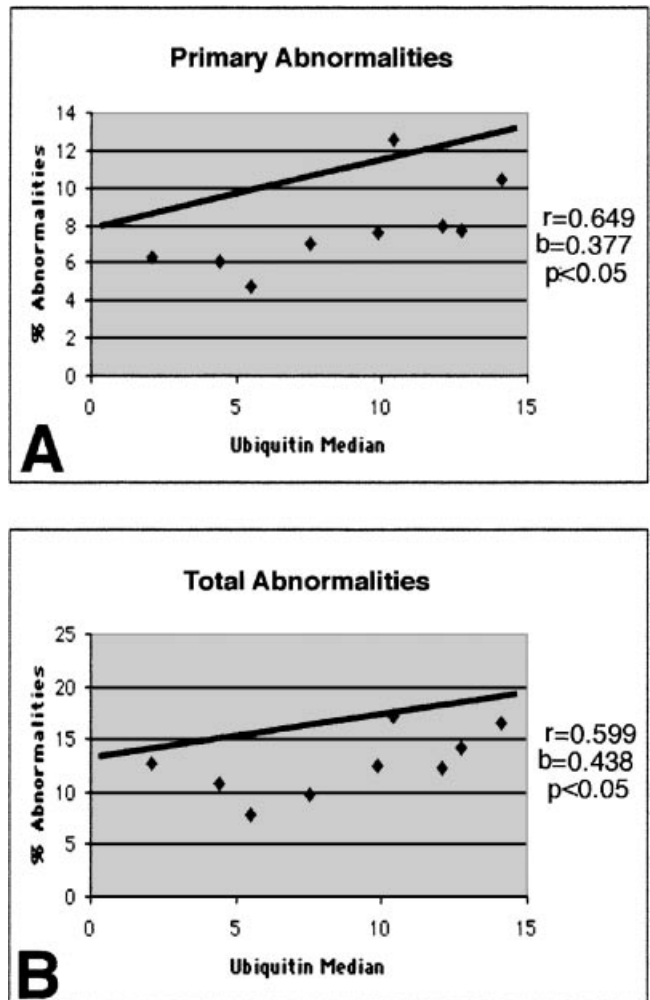 Primary Abnormalities
14
12
10
8
6
4
2
0
% Abnormalities
0 5 10 15
Ubiquitin Median
r=0.649
b=0.377
p<0.05
A
Total Abnormalities
25
20
15
10
5
0
% Abnormalities
0 5 10 15
Ubiquitin Median
r=0.599
b=0.438
p<0.05
B